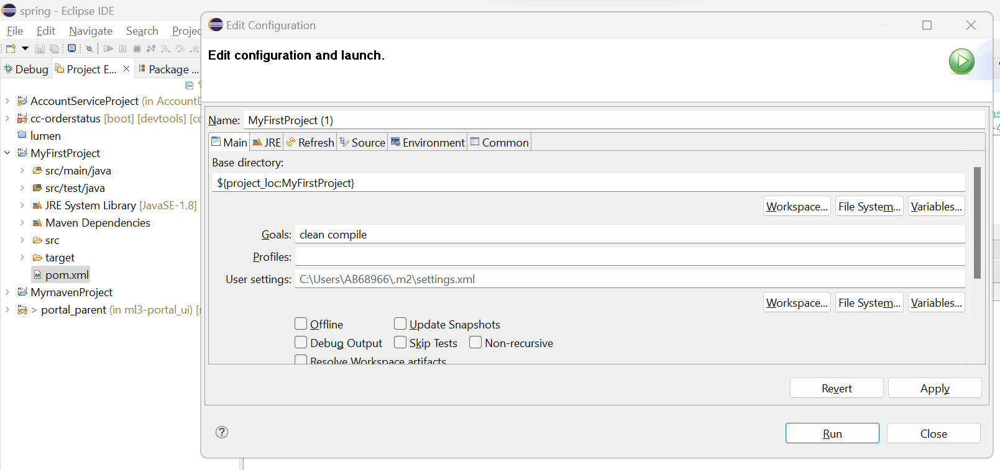 spring - Eclipse IDE
File Edit Navigate Search Projec
Debug Project E... Package ...
AccountServiceProject (in AccountD
cc-orderstatus [boot] [devtools] [cc
lumen
MyFirstProject
src/main/java
src/test/java
JRE System Library [JavaSE-1.8]
Maven Dependencies
src
target
pom.xml
MymavenProject
> portal_parent (in ml3-portal_ui) [r
Edit Configuration
Edit configuration and launch.
Name: MyFirstProject (1)
Main JRE Refresh Source Environment Common
Base directory:
${project_loc:MyFirstProject}
Workspace... File System... Variables...
Goals: clean compile
Profiles:
User settings: C:\Users\AB68966\.m2\settings.xml
Workspace... File System... Variables...
Offline Update Snapshots
Debug Output Skip Tests Non-recursive
Resolve Workspace artifacts
Revert Apply
Run Close